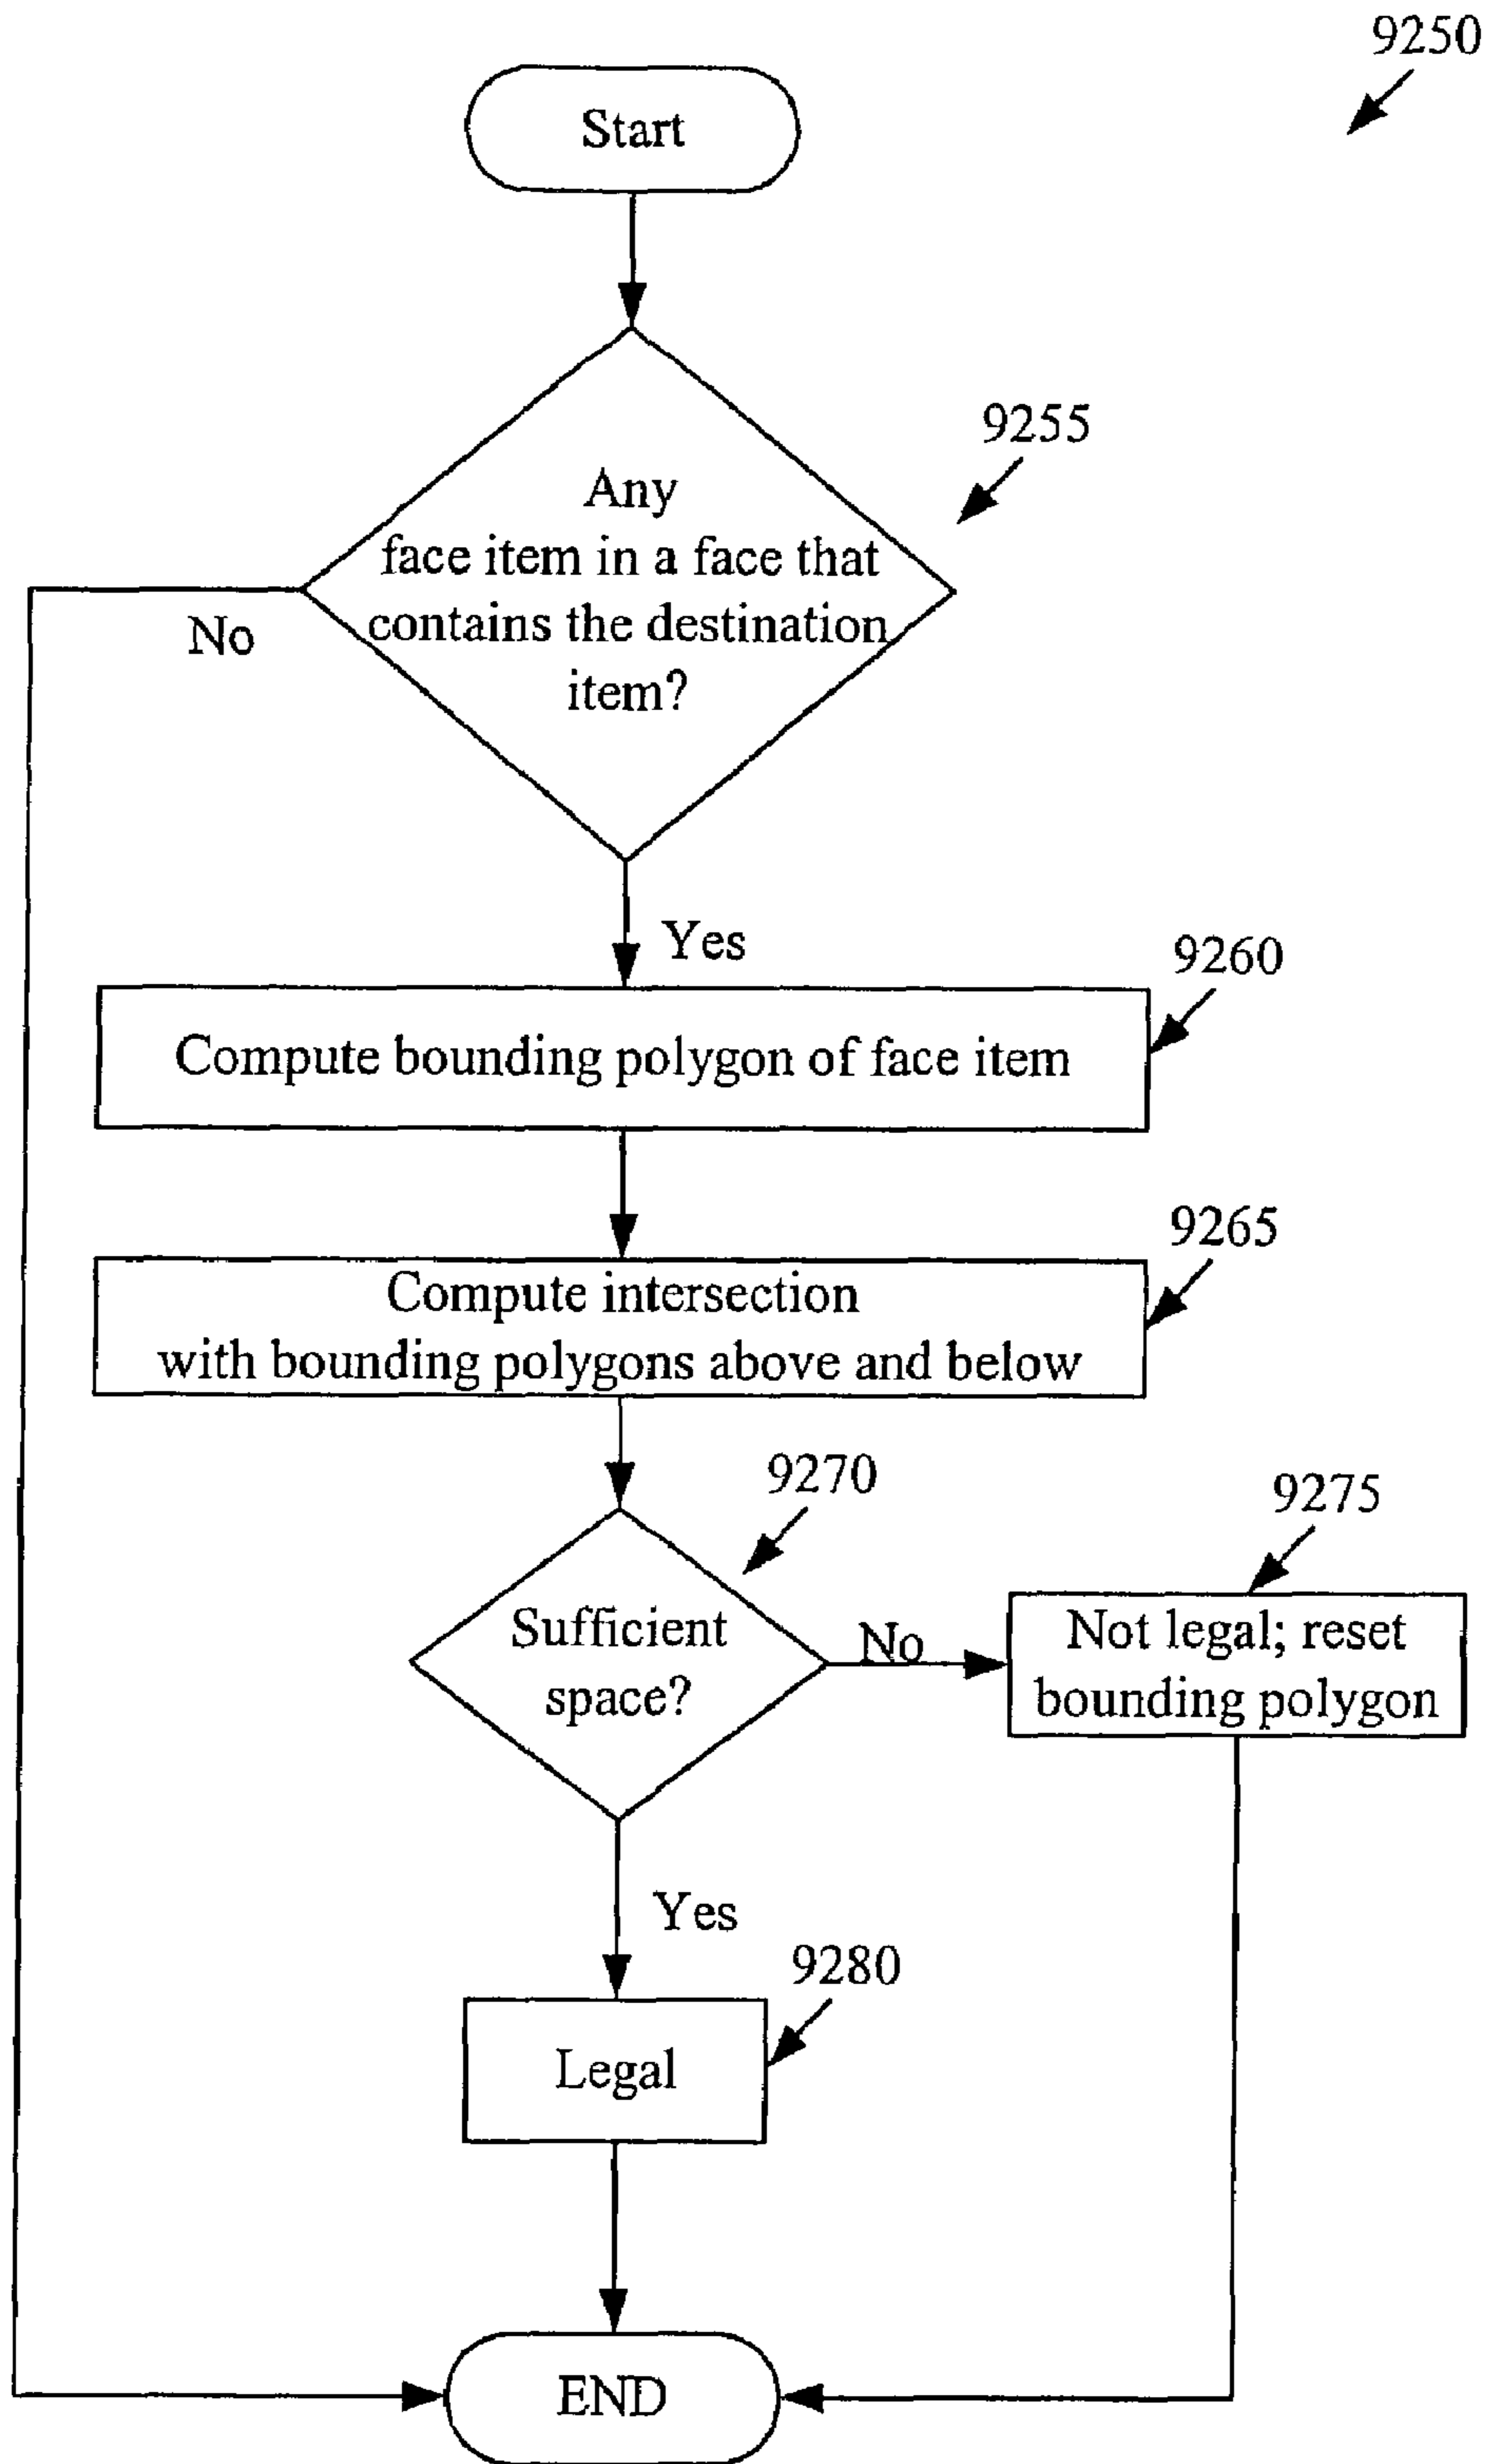 9250
Start
9255
Any
face item in a face that
contains the destination
item?
No
Yes
9260
Compute bounding polygon of face item
9265
Compute intersection
with bounding polygons above and below
9270
9275
Sufficient
space?
No
Not legal; reset
bounding polygon
Yes
9280
Legal
END